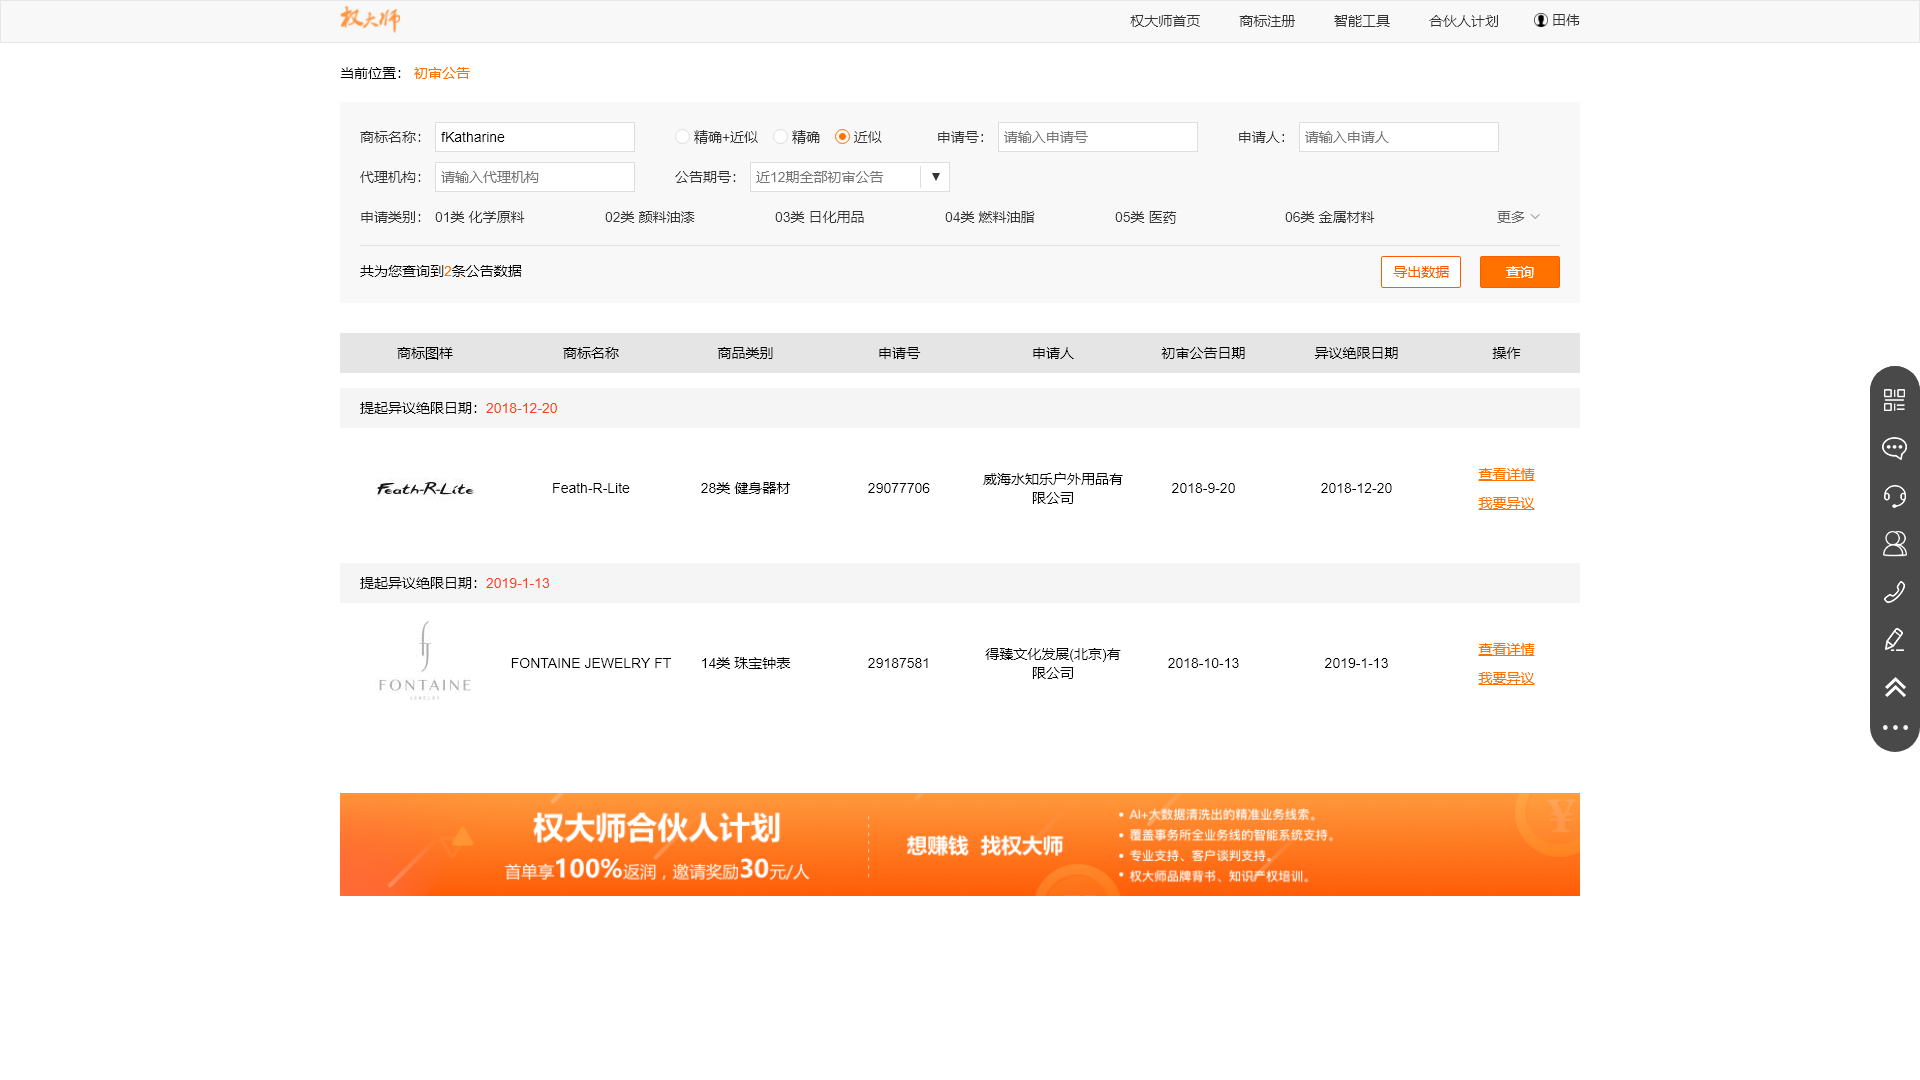 权大师
权大师首页 商标注册 智能工具 合伙人计划 田伟
当前位置： 初审公告
商标名称： fKatharine 精确+近似 精确 近似 申请号： 请输入申请号 申请人： 请输入申请人
代理机构： 请输入代理机构 公告期号： 近12期全部初审公告 ▼
申请类别： 01类 化学原料 02类 颜料油漆 03类 日化用品 04类 燃料油脂 05类 医药 06类 金属材料 更多
共为您查询到2条公告数据 导出数据 查询
商标图样 商标名称 商品类别 申请号 申请人 初审公告日期 异议绝限日期 操作
提起异议绝限日期：2018-12-20
Feath-R-Lite Feath-R-Lite 28类 健身器材 29077706 威海水知乐户外用品有限公司 2018-9-20 2018-12-20 查看详情
我要异议
提起异议绝限日期：2019-1-13
FONTAINE
JEWELRY
FONTAINE JEWELRY FT 14类 珠宝钟表 29187581 得臻文化发展(北京)有限公司 2018-10-13 2019-1-13 查看详情
我要异议
权大师合伙人计划
首单享100%返润，邀请奖励30元/人
想赚钱 找权大师
• AI+大数据清洗出的精准业务线索。
• 覆盖事务所全业务线的智能系统支持。
• 专业支持、客户谈判支持。
• 权大师品牌背书、知识产权培训。